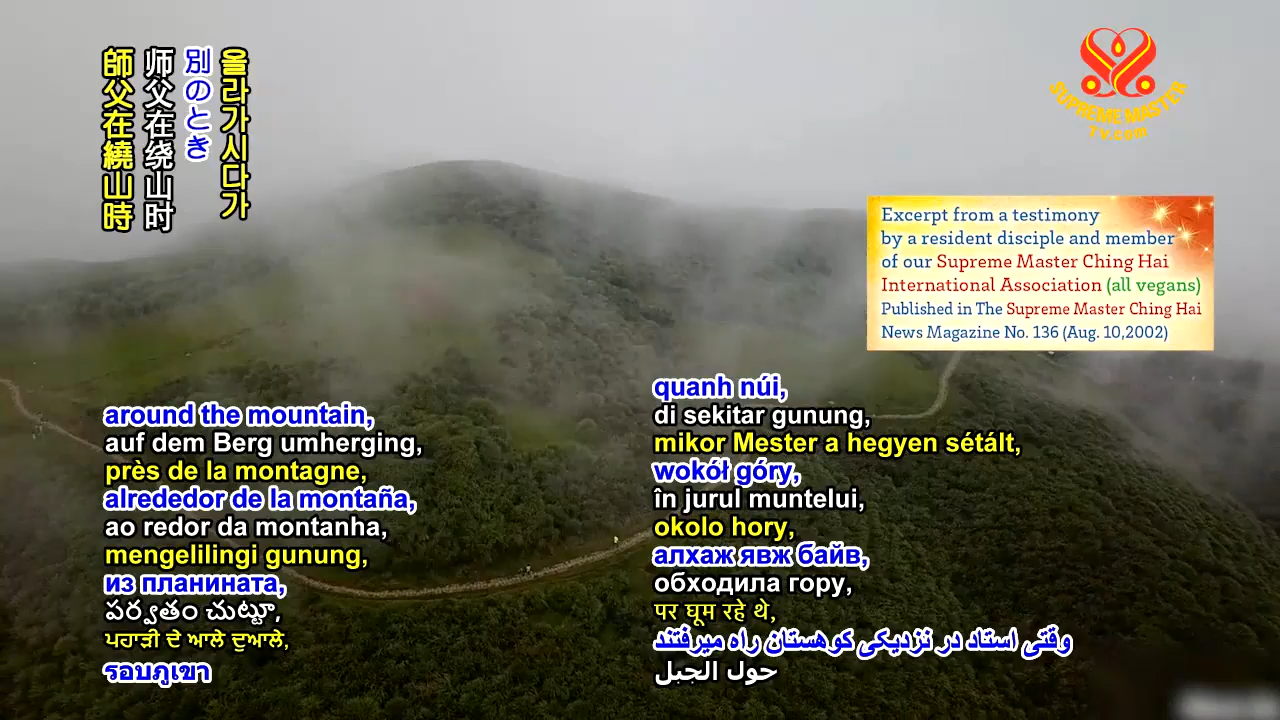 師父在繞山時
师父在绕山时
別のとき
올라가시다가
SUPREME MASTER
TV.com
Excerpt from a testimony
by a resident disciple and member
of our Supreme Master Ching Hai
International Association (all vegans)
Published in The Supreme Master Ching Hai
News Magazine No. 136 (Aug. 10,2002)
around the mountain,
auf dem Berg umherging,
près de la montagne,
alrededor de la montaña,
ao redor da montanha,
mengelilingi gunung,
из планината,
పర్వతం చుట్టూ,
ਪਹਾੜੀ ਦੇ ਆਲੇ ਦੁਆਲੇ,
รอบภูเขา
quanh núi,
di sekitar gunung,
mikor Mester a hegyen sétált,
wokół góry,
în jurul muntelui,
okolo hory,
алхаж явж байв,
обходила гору,
पर घूम रहे थे,
وقتی استاد در نزدیکی کوهستان راه میرفتند
حول الجبل